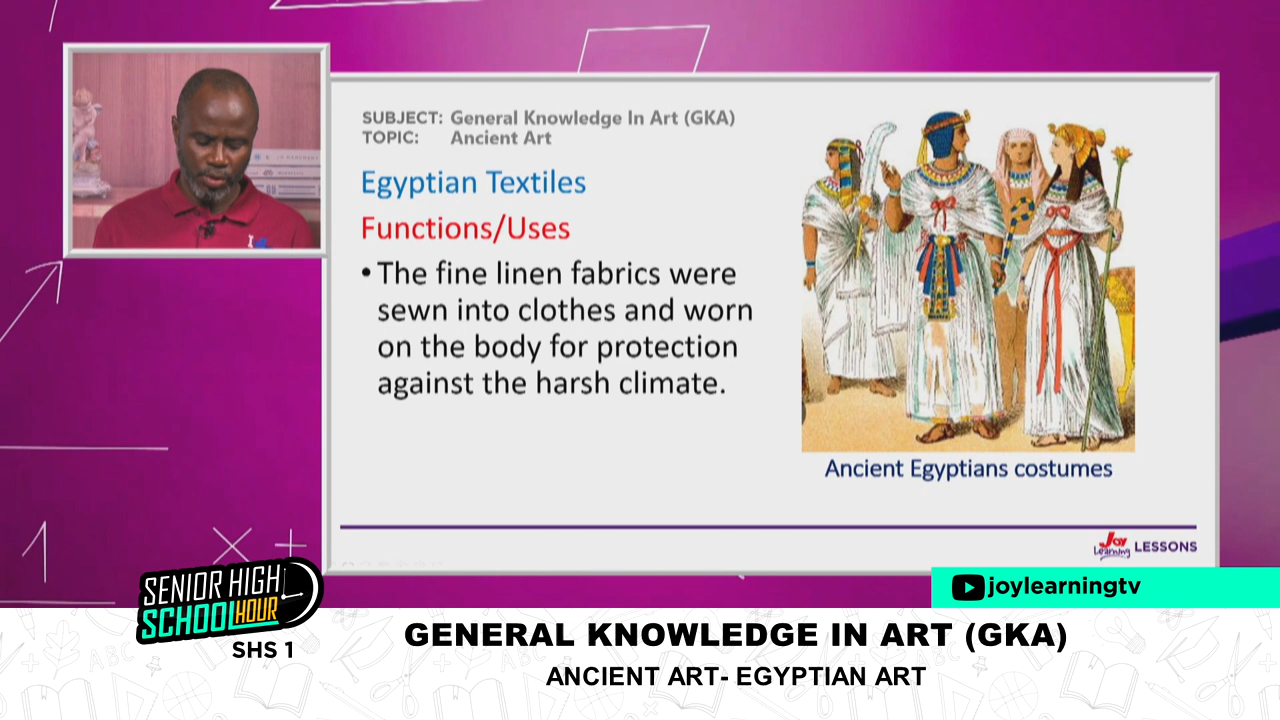 SUBJECT: General Knowledge In Art (GKA)
TOPIC: Ancient Art
Egyptian Textiles
Functions/Uses
• The fine linen fabrics were
sewn into clothes and worn
on the body for protection
against the harsh climate.
Ancient Egyptians costumes
Joy Learning LESSONS
joylearningtv
SENIOR HIGH
SCHOOL HOUR
SHS 1
GENERAL KNOWLEDGE IN ART (GKA)
ANCIENT ART- EGYPTIAN ART